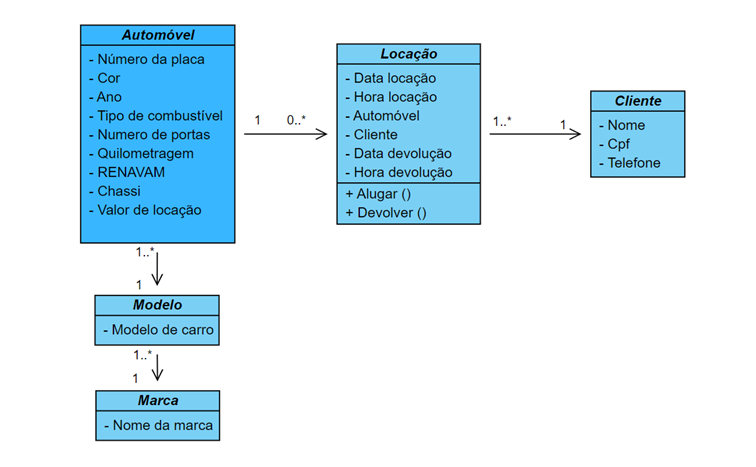 Automóvel
- Número da placa
- Cor
- Ano
- Tipo de combustível
- Numero de portas
- Quilometragem
- RENAVAM
- Chassi
- Valor de locação
1 0..*
Locação
- Data locação
- Hora locação
- Automóvel
- Cliente
- Data devolução
- Hora devolução
+ Alugar ()
+ Devolver ()
1..* 1
Cliente
- Nome
- Cpf
- Telefone
1..*
1
Modelo
- Modelo de carro
1..*
1
Marca
- Nome da marca